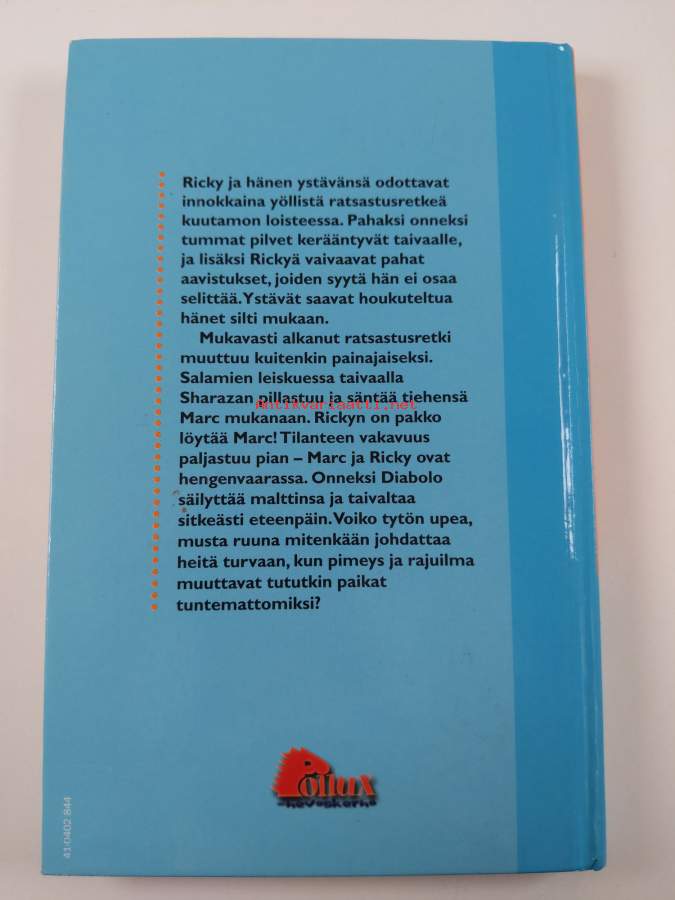 Ricky ja hänen ystävänsä odottavat
innokkaina yöllistä ratsastusretkeä
kuutamon loisteessa. Pahaksi onneksi
tummat pilvet kerääntyvät taivaalle,
ja lisäksi Rickyä vaivaavat pahat
aavistukset, joiden syytä hän ei osaa
selittää. Ystävät saavat houkuteltua
hänet silti mukaan.
Mukavasti alkanut ratsastusretki
muuttuu kuitenkin painajaiseksi.
Salamien leiskuessa taivaalla
Sharazan pillastuu ja säntää tiehensä
Antikvariaatti.net
Marc mukanaan. Rickyn on pakko
löytää Marc! Tilanteen vakavuus
paljastuu pian – Marc ja Ricky ovat
hengenvaarassa. Onneksi Diabolo
säilyttää malttinsa ja taivaltaa
sitkeästi eteenpäin. Voiko tytön upea,
musta ruuna mitenkään johdattaa
heitä turvaan, kun pimeys ja rajuilma
muuttavat tututkin paikat
tuntemattomiksi?
Pollux
hevoskerho
41-0402 844